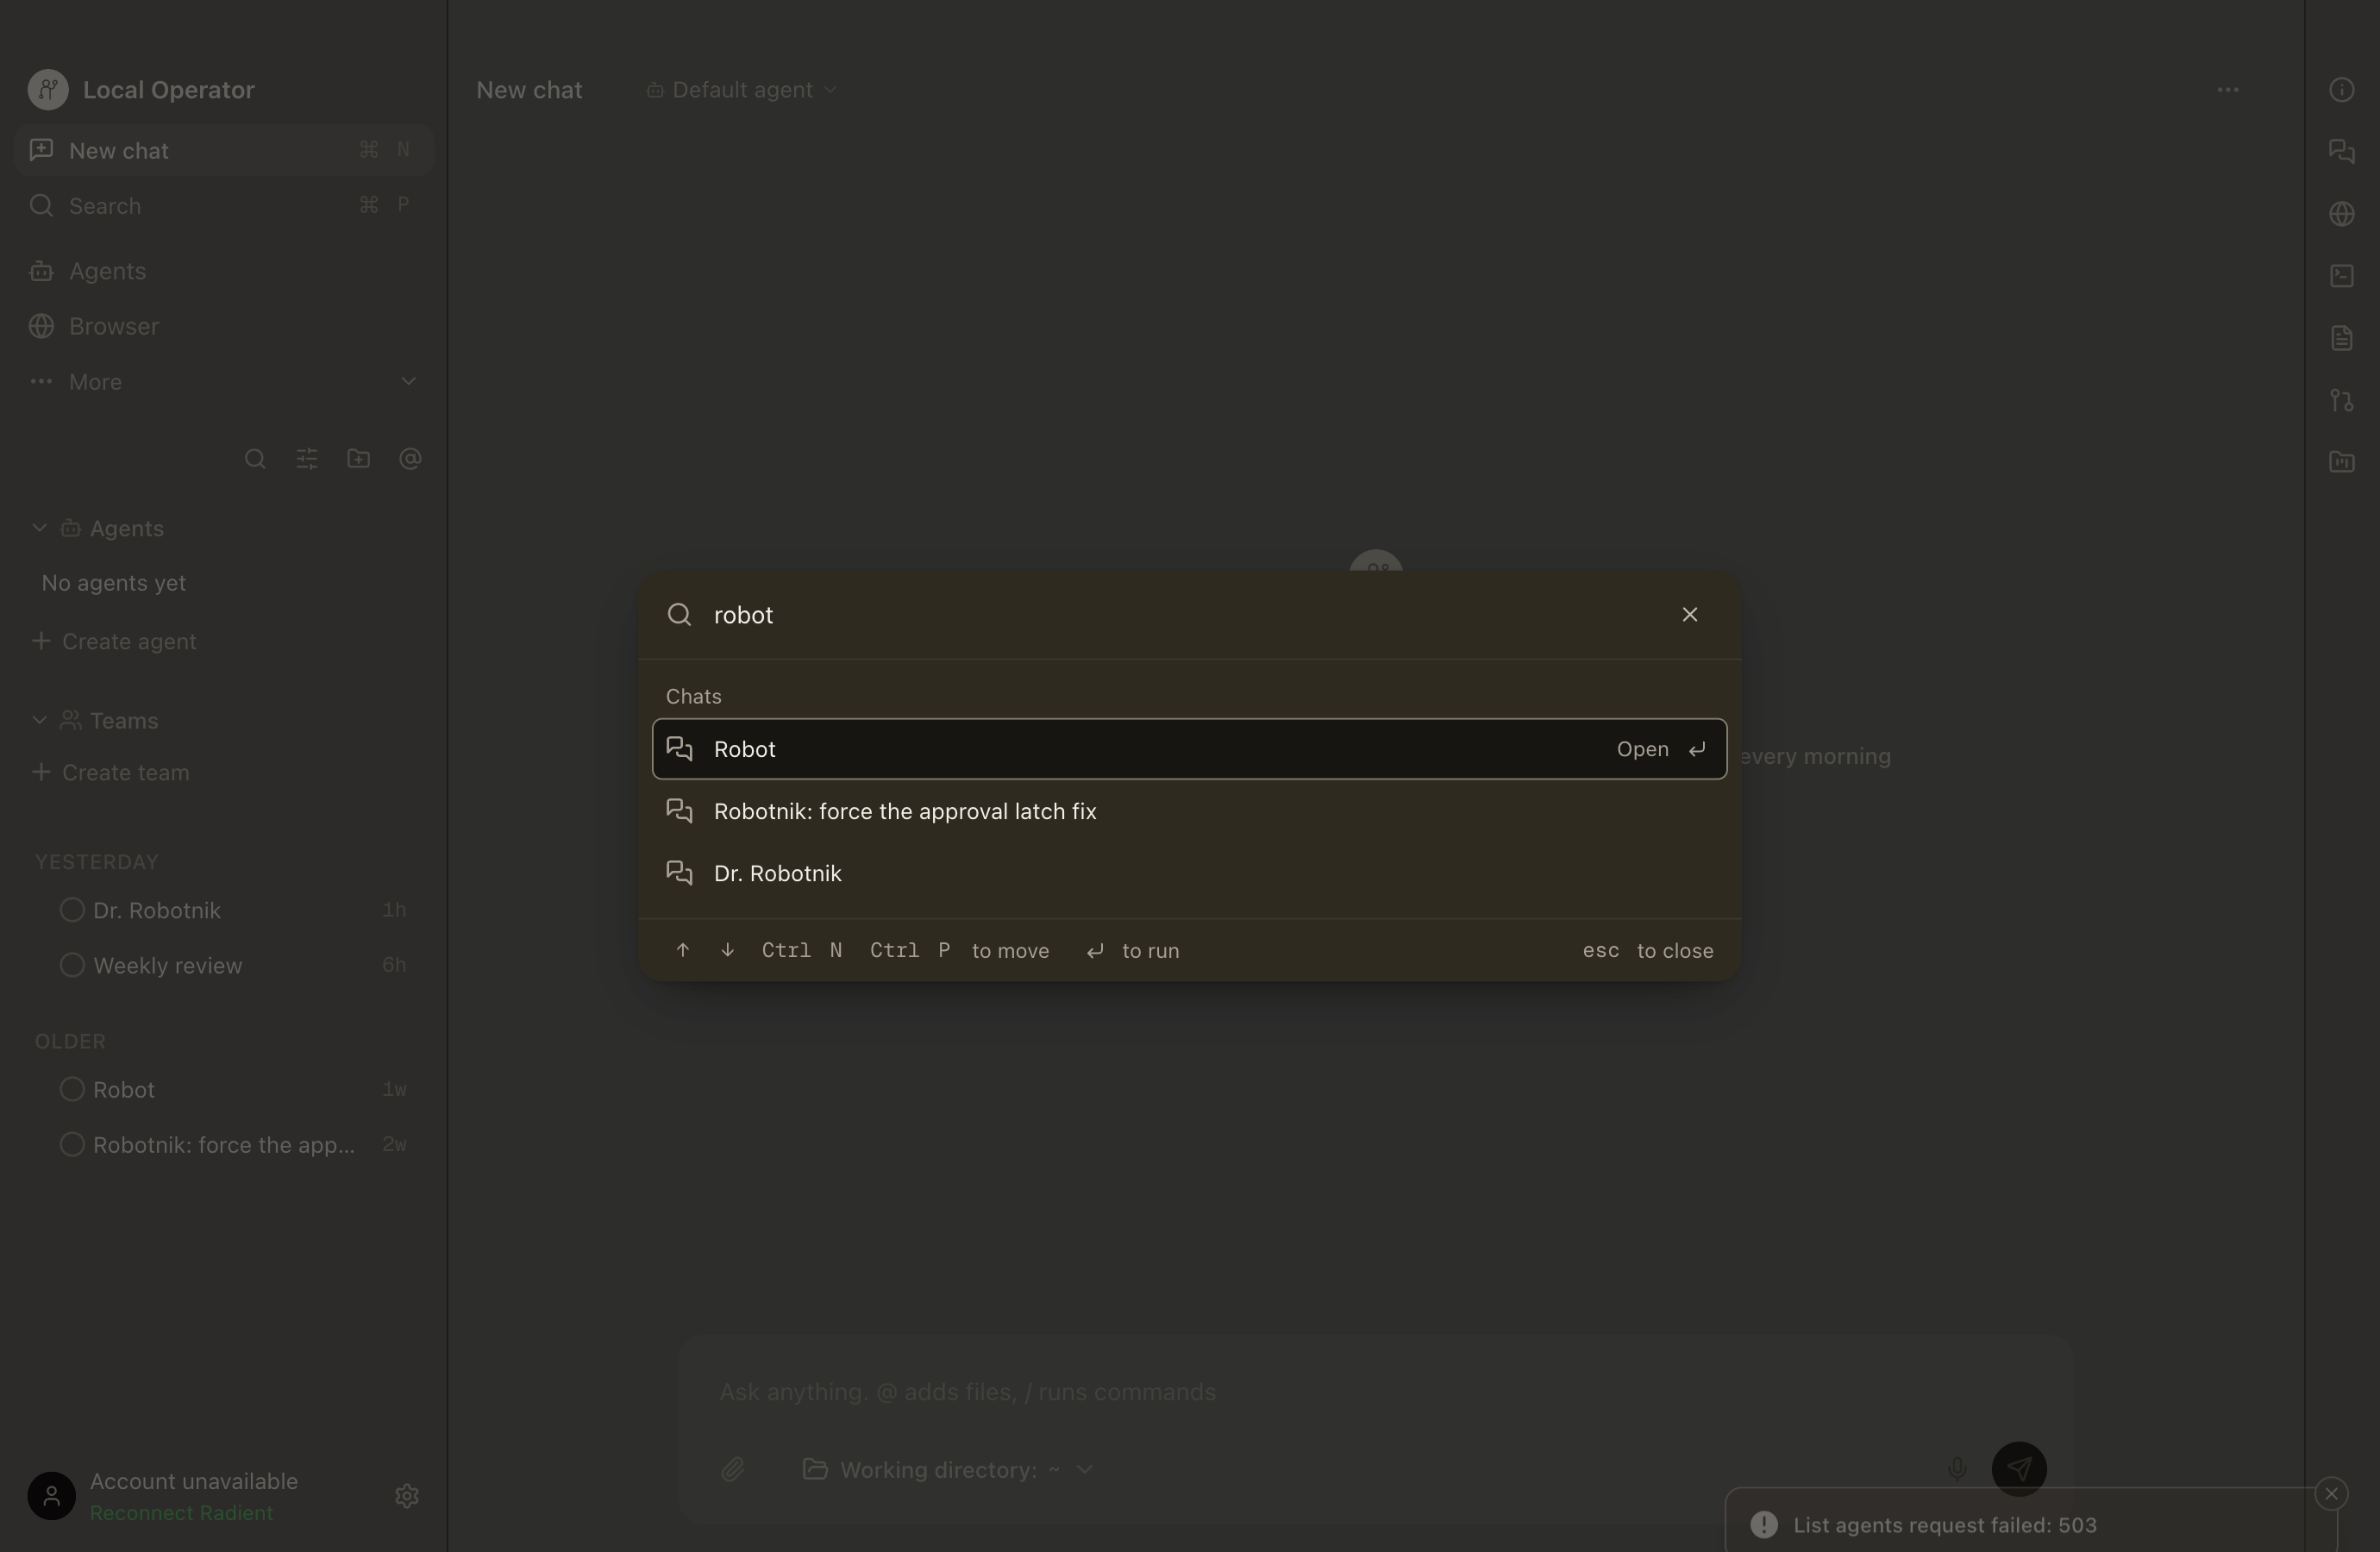 Local Operator
New chat ⌘ N
Search ⌘ P
Agents
Browser
More
Agents
No agents yet
Create agent
Teams
Create team
YESTERDAY
Dr. Robotnik 1h
Weekly review 6h
OLDER
Robot 1w
Robotnik: force the app... 2w
Account unavailable
Reconnect Radient
New chat
Default agent
every morning
robot
Chats
Robot Open
Robotnik: force the approval latch fix
Dr. Robotnik
↑ ↓ Ctrl N Ctrl P to move ↵ to run esc to close
Ask anything. @ adds files, / runs commands
Working directory: ~
List agents request failed: 503